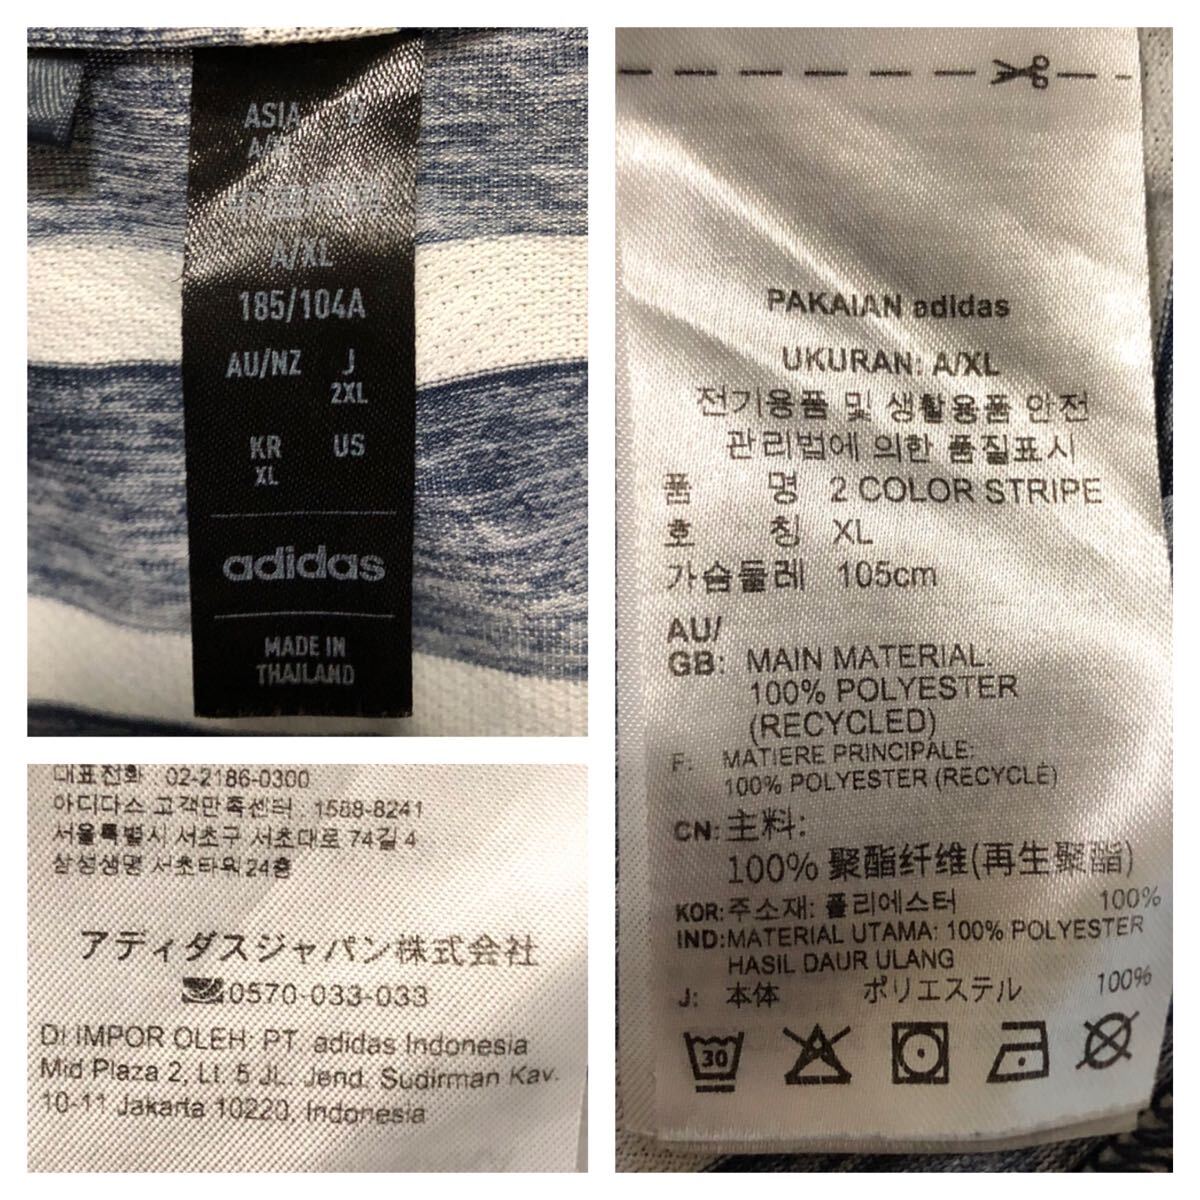 ASIA
A/XL
中国/中國
A/XL
185/104A
AU/NZ J
2XL
KR US
XL
adidas
MADE IN
THAILAND
대표전화 : 02-2186-0300
아디다스 고객만족센터 : 1588-8241
서울특별시 서초구 서초대로 74길 4
삼성생명 서초타워 24층
アディダスジャパン株式会社
0570-033-033
DI IMPOR OLEH: PT. adidas Indonesia
Mid Plaza 2, Lt. 5 JL. Jend. Sudirman Kav.
10-11 Jakarta 10220, Indonesia
PAKAIAN adidas
UKURAN: A/XL
전기용품 및 생활용품 안전
관리법에 의한 품질표시
품 명 2 COLOR STRIPE
호 칭 XL
가슴둘레 105cm
AU/
GB: MAIN MATERIAL:
100% POLYESTER
(RECYCLED)
F: MATIERE PRINCIPALE:
100% POLYESTER (RECYCLÉ)
CN: 主料:
100% 聚酯纤维(再生聚酯)
KOR: 주소재: 폴리에스터 100%
IND: MATERIAL UTAMA: 100% POLYESTER
HASIL DAUR ULANG
J: 本体 ポリエステル 100%
30